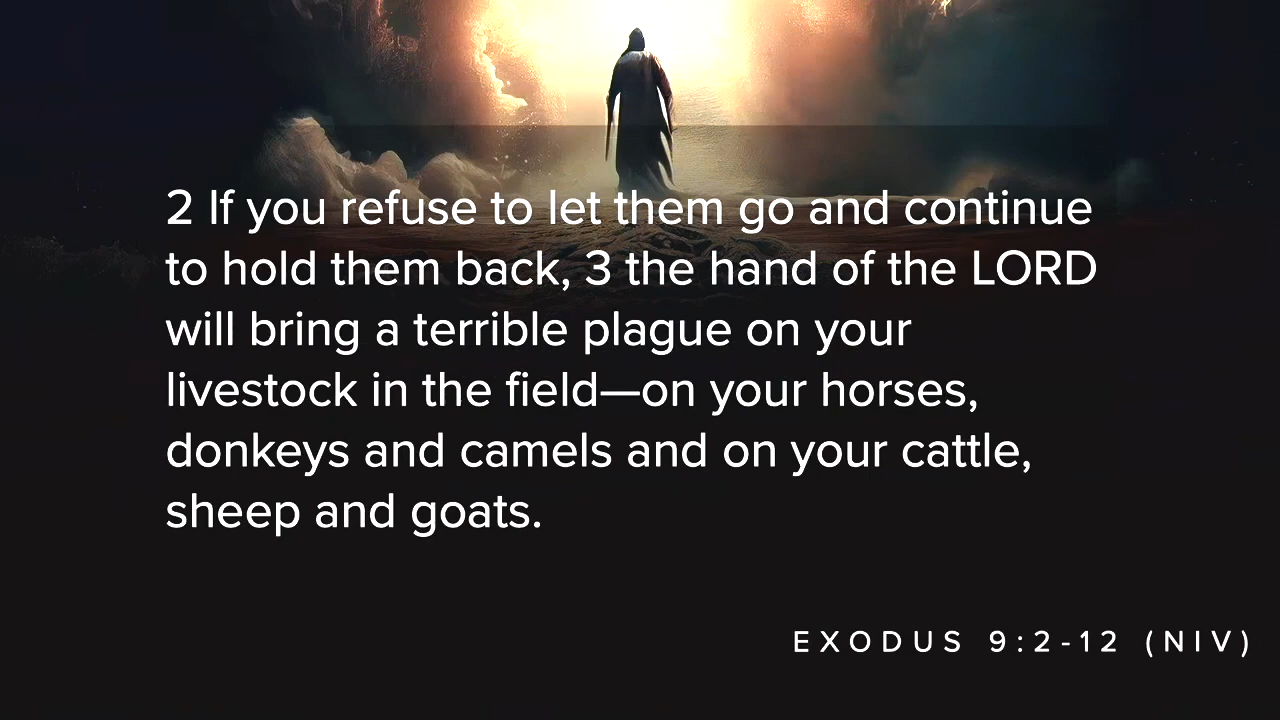 2 If you refuse to let them go and continue
to hold them back, 3 the hand of the LORD
will bring a terrible plague on your
livestock in the field—on your horses,
donkeys and camels and on your cattle,
sheep and goats.
EXODUS 9:2-12 (NIV)